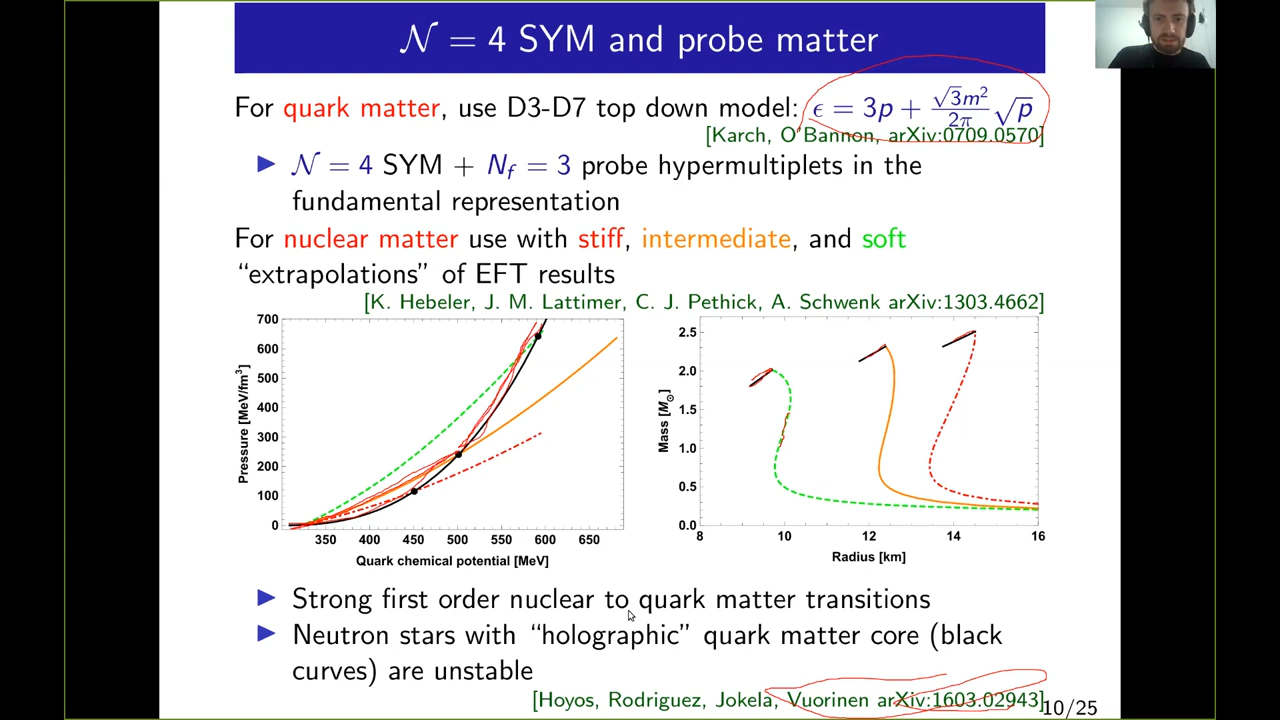 N = 4 SYM and probe matter
For quark matter, use D3-D7 top down model: ϵ = 3p + √3m²/2π √p
[Karch, O'Bannon, arXiv:0709.0570]
▶ N = 4 SYM + N_f = 3 probe hypermultiplets in the
fundamental representation
For nuclear matter use with stiff, intermediate, and soft
“extrapolations” of EFT results
[K. Hebeler, J. M. Lattimer, C. J. Pethick, A. Schwenk arXiv:1303.4662]
Pressure [MeV/fm³]
700
600
500
400
300
200
100
0
350 400 450 500 550 600 650
Quark chemical potential [MeV]
Mass [M⊙]
2.5
2.0
1.5
1.0
0.5
0.0
8 10 12 14 16
Radius [km]
▶ Strong first order nuclear to quark matter transitions
▶ Neutron stars with “holographic” quark matter core (black
curves) are unstable
[Hoyos, Rodriguez, Jokela, Vuorinen arXiv:1603.02943]
10/25